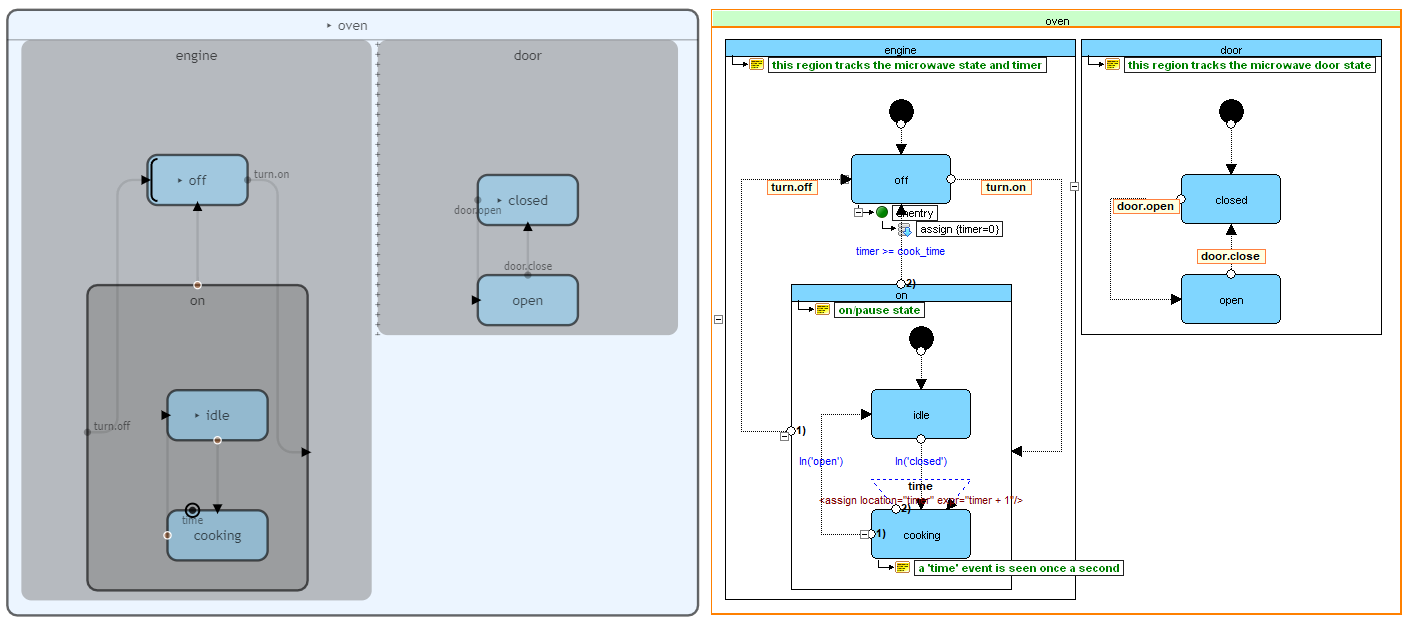 ▸ oven
engine
door
▸ off
turn.on
▸ closed
door.open
door.close
open
on
▸ idle
turn.off
time
cooking
oven
engine
this region tracks the microwave state and timer
door
this region tracks the microwave door state
off
turn.off
turn.on
onentry
assign {timer=0}
timer >= cook_time
2)
on
on/pause state
closed
door.open
door.close
open
idle
1)
In('open')
In('closed')
time
<assign location="timer" expr="timer + 1"/>
2)
1)
cooking
a 'time' event is seen once a second